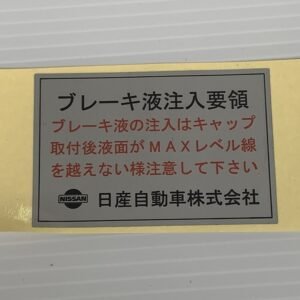 ブレーキ液注入要領
ブレーキ液の注入はキャップ
取付後液面がMAXレベル線
を越えない様注意して下さい
NISSAN 日産自動車株式会社